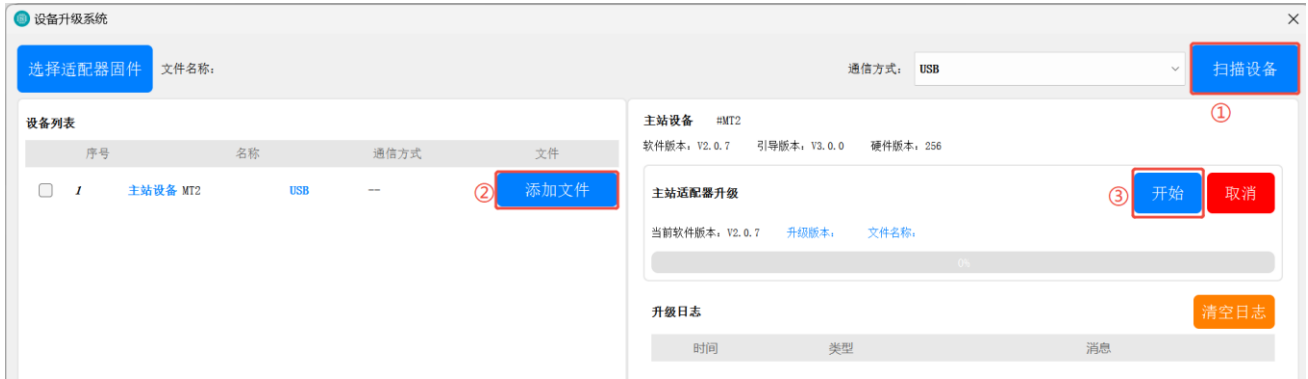 设备升级系统
选择适配器固件 文件名称: 通信方式: USB 扫描设备
①
设备列表
序号 名称 通信方式 文件
1 主站设备 MT2 USB -- ② 添加文件
主站设备 #MT2
软件版本: V2.0.7 引导版本: V3.0.0 硬件版本: 256
主站适配器升级 ③ 开始 取消
当前软件版本: V2.0.7 升级版本: 文件名称:
0%
升级日志 清空日志
时间 类型 消息